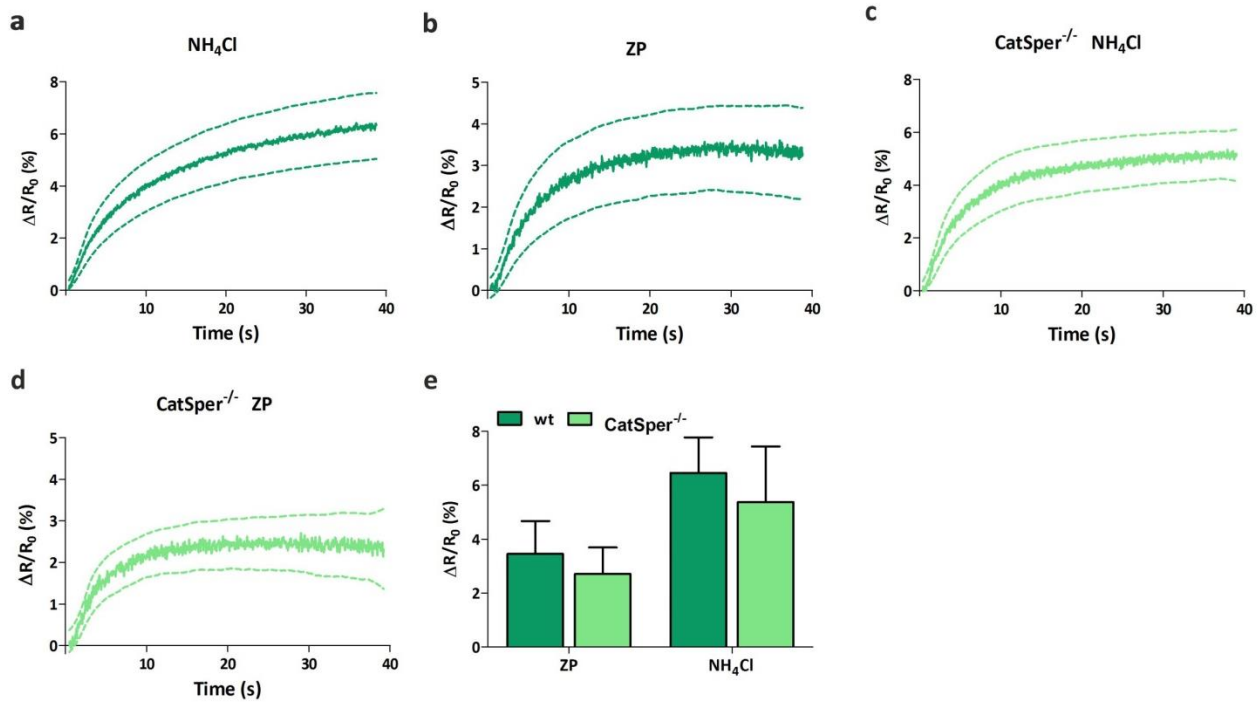 a
NH₄Cl
ΔR/R₀ (%)
8
6
4
2
0
10 20 30 40
Time (s)
b
ZP
ΔR/R₀ (%)
5
4
3
2
1
0
10 20 30 40
Time (s)
c
CatSper⁻/⁻ NH₄Cl
ΔR/R₀ (%)
8
6
4
2
0
10 20 30 40
Time (s)
d
CatSper⁻/⁻ ZP
ΔR/R₀ (%)
5
4
3
2
1
0
10 20 30 40
Time (s)
e
wt CatSper⁻/⁻
ΔR/R₀ (%)
8
6
4
2
0
ZP NH₄Cl